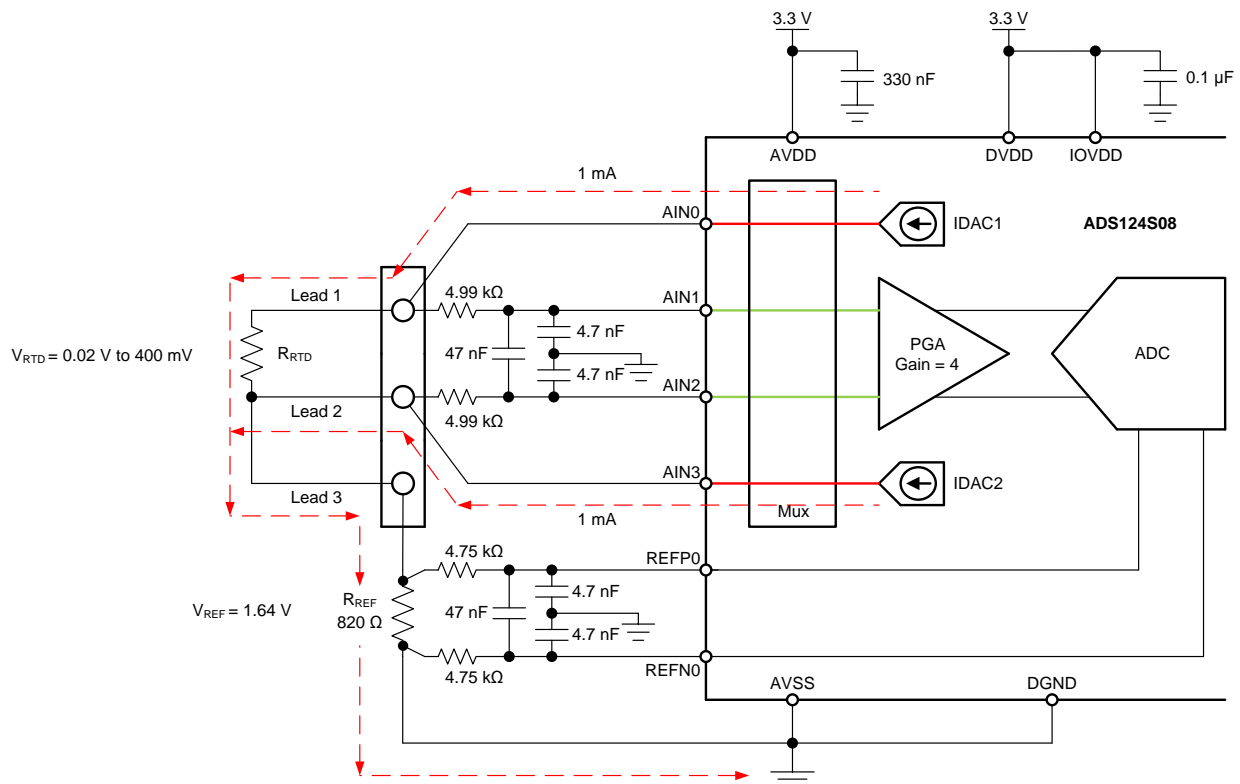 3.3 V
3.3 V
330 nF
0.1 µF
AVDD
DVDD
IOVDD
1 mA
AIN0
IDAC1
ADS124S08
Lead 1
4.99 kΩ
AIN1
4.7 nF
VRTD = 0.02 V to 400 mV
RRTD
47 nF
PGA
Gain = 4
ADC
4.7 nF
Lead 2
4.99 kΩ
AIN2
AIN3
IDAC2
Lead 3
1 mA
Mux
4.75 kΩ
REFP0
4.7 nF
VREF = 1.64 V
RREF
820 Ω
47 nF
4.7 nF
4.75 kΩ
REFN0
AVSS
DGND